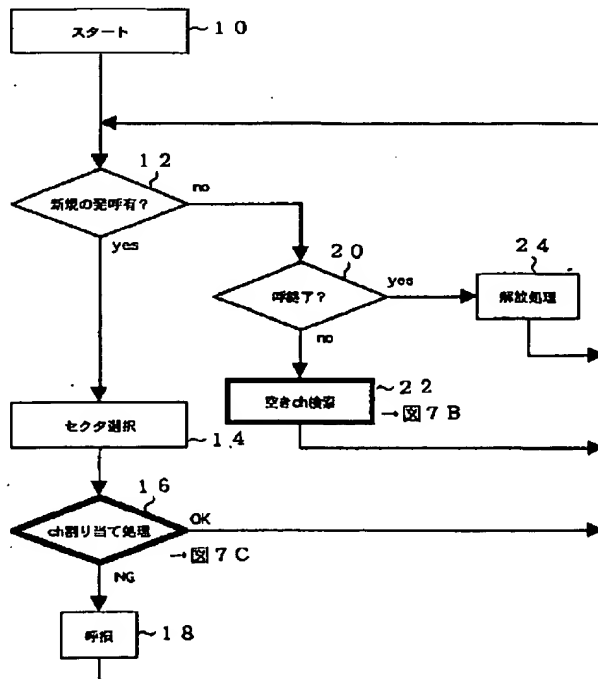 スタート
10
12
新規の発呼有?
no
yes
20
呼終了?
yes
24
解放処理
no
22
空きch検索
→図7B
セクタ選択
14
16
ch割り当て処理
OK
→図7C
NG
呼損
18